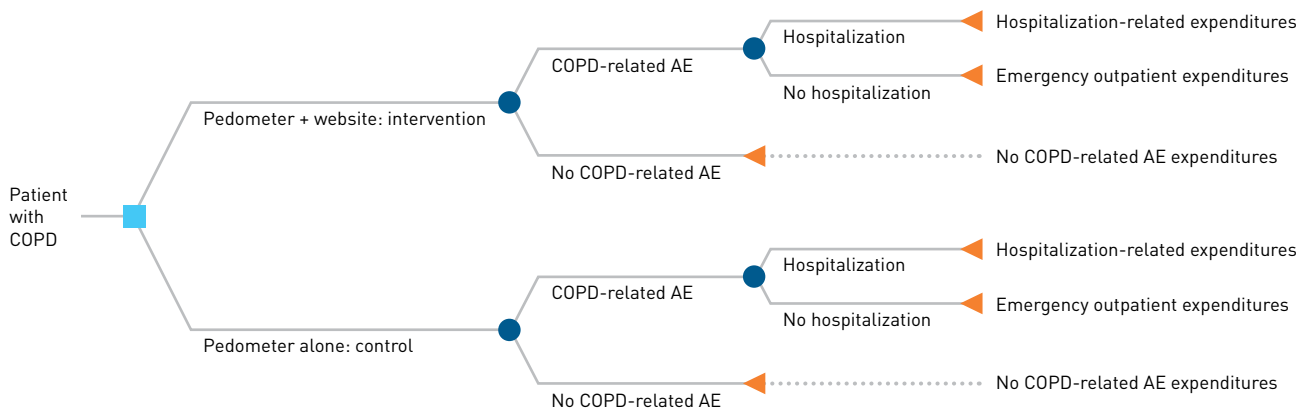 Hospitalization-related expenditures
Hospitalization
COPD-related AE
Emergency outpatient expenditures
No hospitalization
Pedometer + website: intervention
No COPD-related AE expenditures
No COPD-related AE
Patient
with
COPD
Hospitalization-related expenditures
Hospitalization
COPD-related AE
Emergency outpatient expenditures
No hospitalization
Pedometer alone: control
No COPD-related AE expenditures
No COPD-related AE